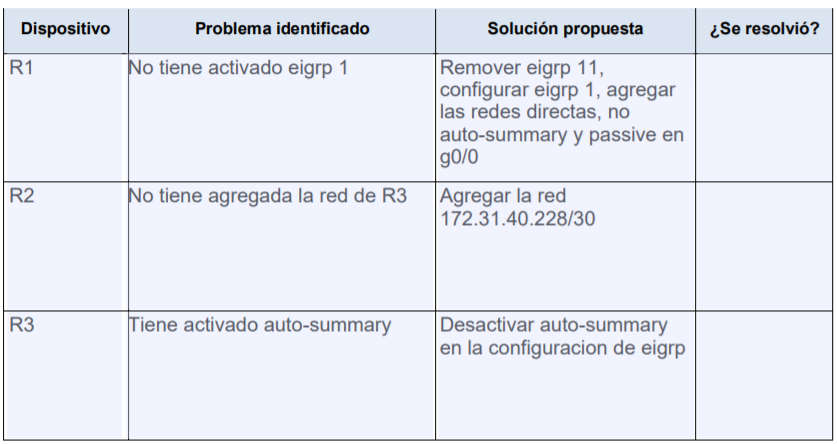 Dispositivo Problema identificado Solución propuesta ¿Se resolvió?
R1 No tiene activado eigrp 1 Remover eigrp 11,
configurar eigrp 1, agregar
las redes directas, no
auto-summary y passive en
g0/0
R2 No tiene agregada la red de R3 Agregar la red
172.31.40.228/30
R3 Tiene activado auto-summary Desactivar auto-summary
en la configuracion de eigrp